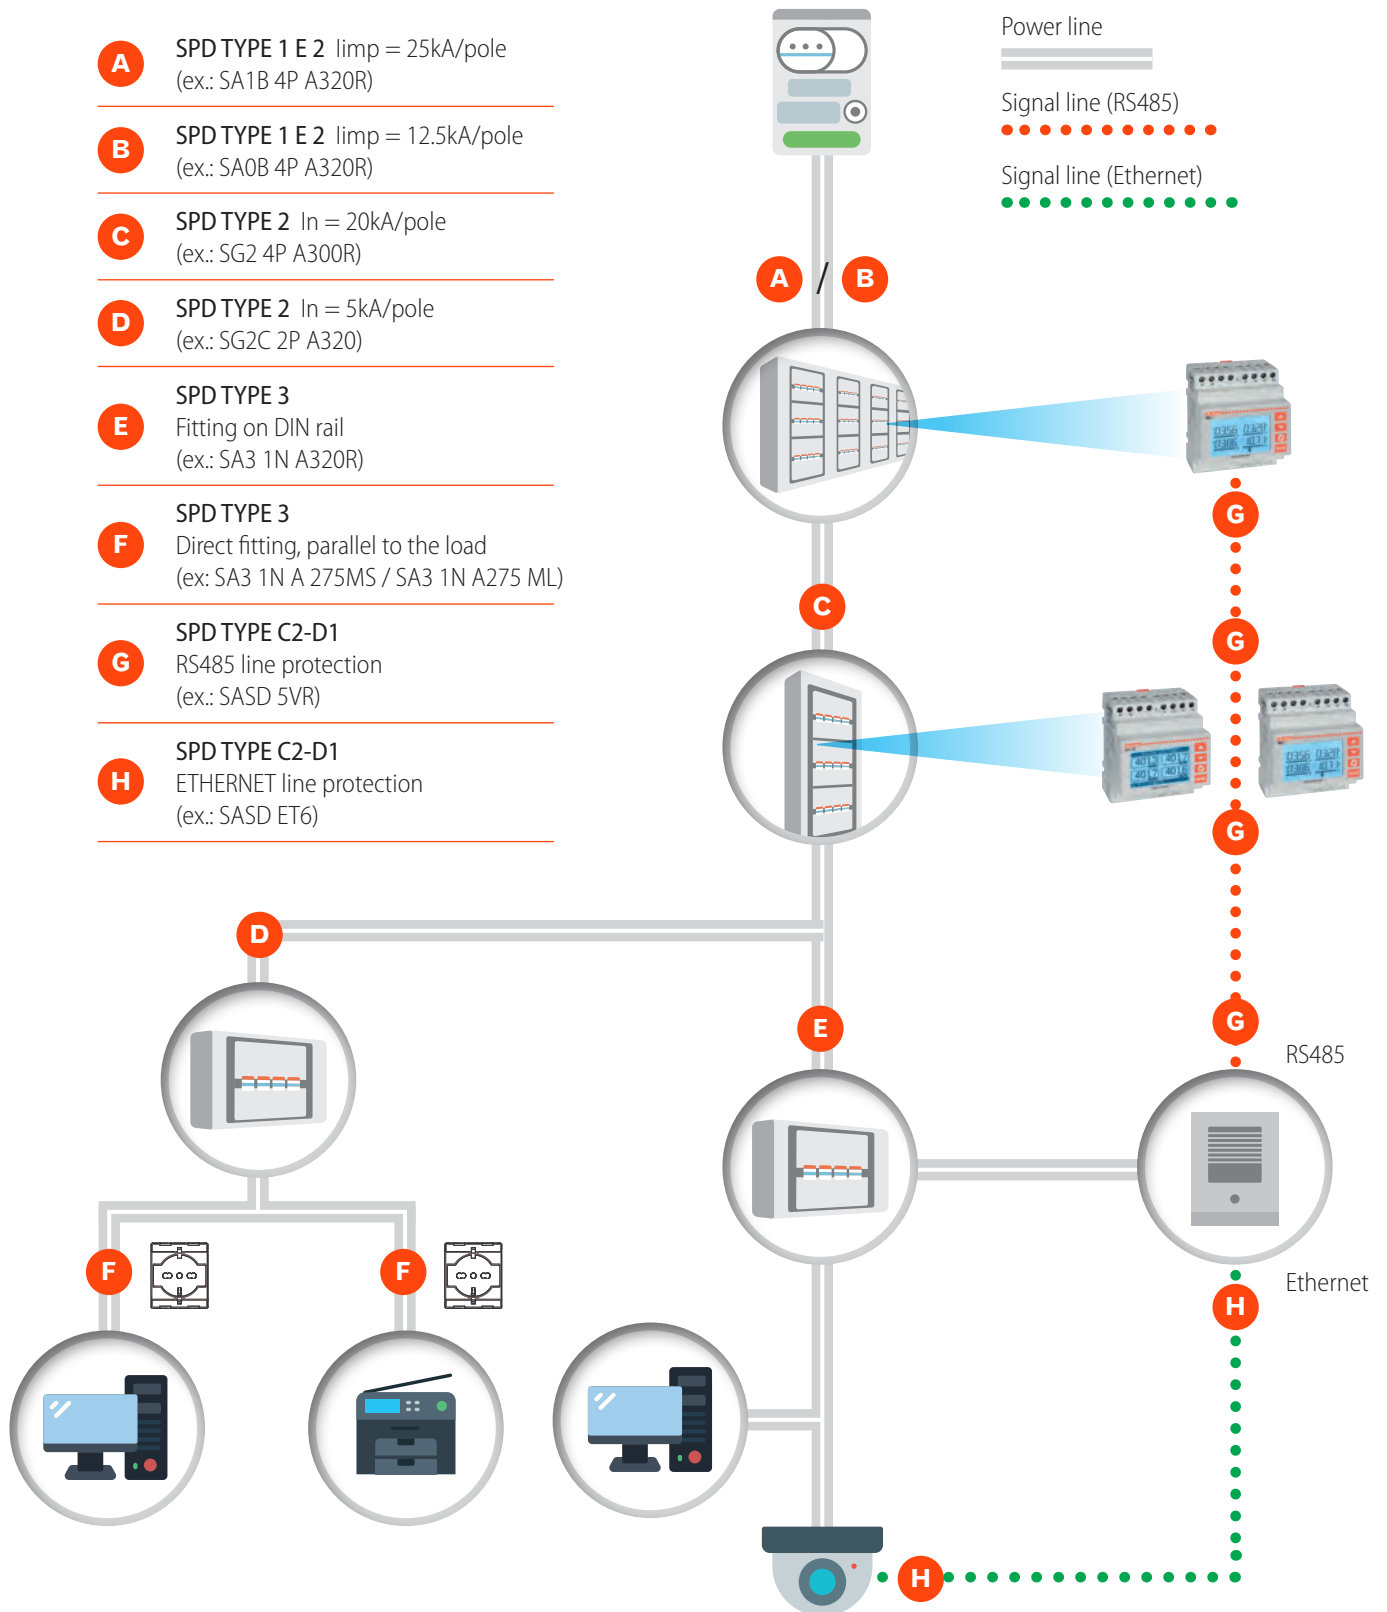 A
SPD TYPE 1 E 2 Iimp = 25kA/pole
(ex.: SA1B 4P A320R)
B
SPD TYPE 1 E 2 Iimp = 12.5kA/pole
(ex.: SA0B 4P A320R)
C
SPD TYPE 2 In = 20kA/pole
(ex.: SG2 4P A300R)
D
SPD TYPE 2 In = 5kA/pole
(ex.: SG2C 2P A320)
E
SPD TYPE 3
Fitting on DIN rail
(ex.: SA3 1N A320R)
F
SPD TYPE 3
Direct fitting, parallel to the load
(ex: SA3 1N A 275MS / SA3 1N A275 ML)
G
SPD TYPE C2-D1
RS485 line protection
(ex.: SASD 5VR)
H
SPD TYPE C2-D1
ETHERNET line protection
(ex.: SASD ET6)
Power line
Signal line (RS485)
Signal line (Ethernet)
A / B
G
C
G
G
D
E
G
RS485
F
F
Ethernet
H
H